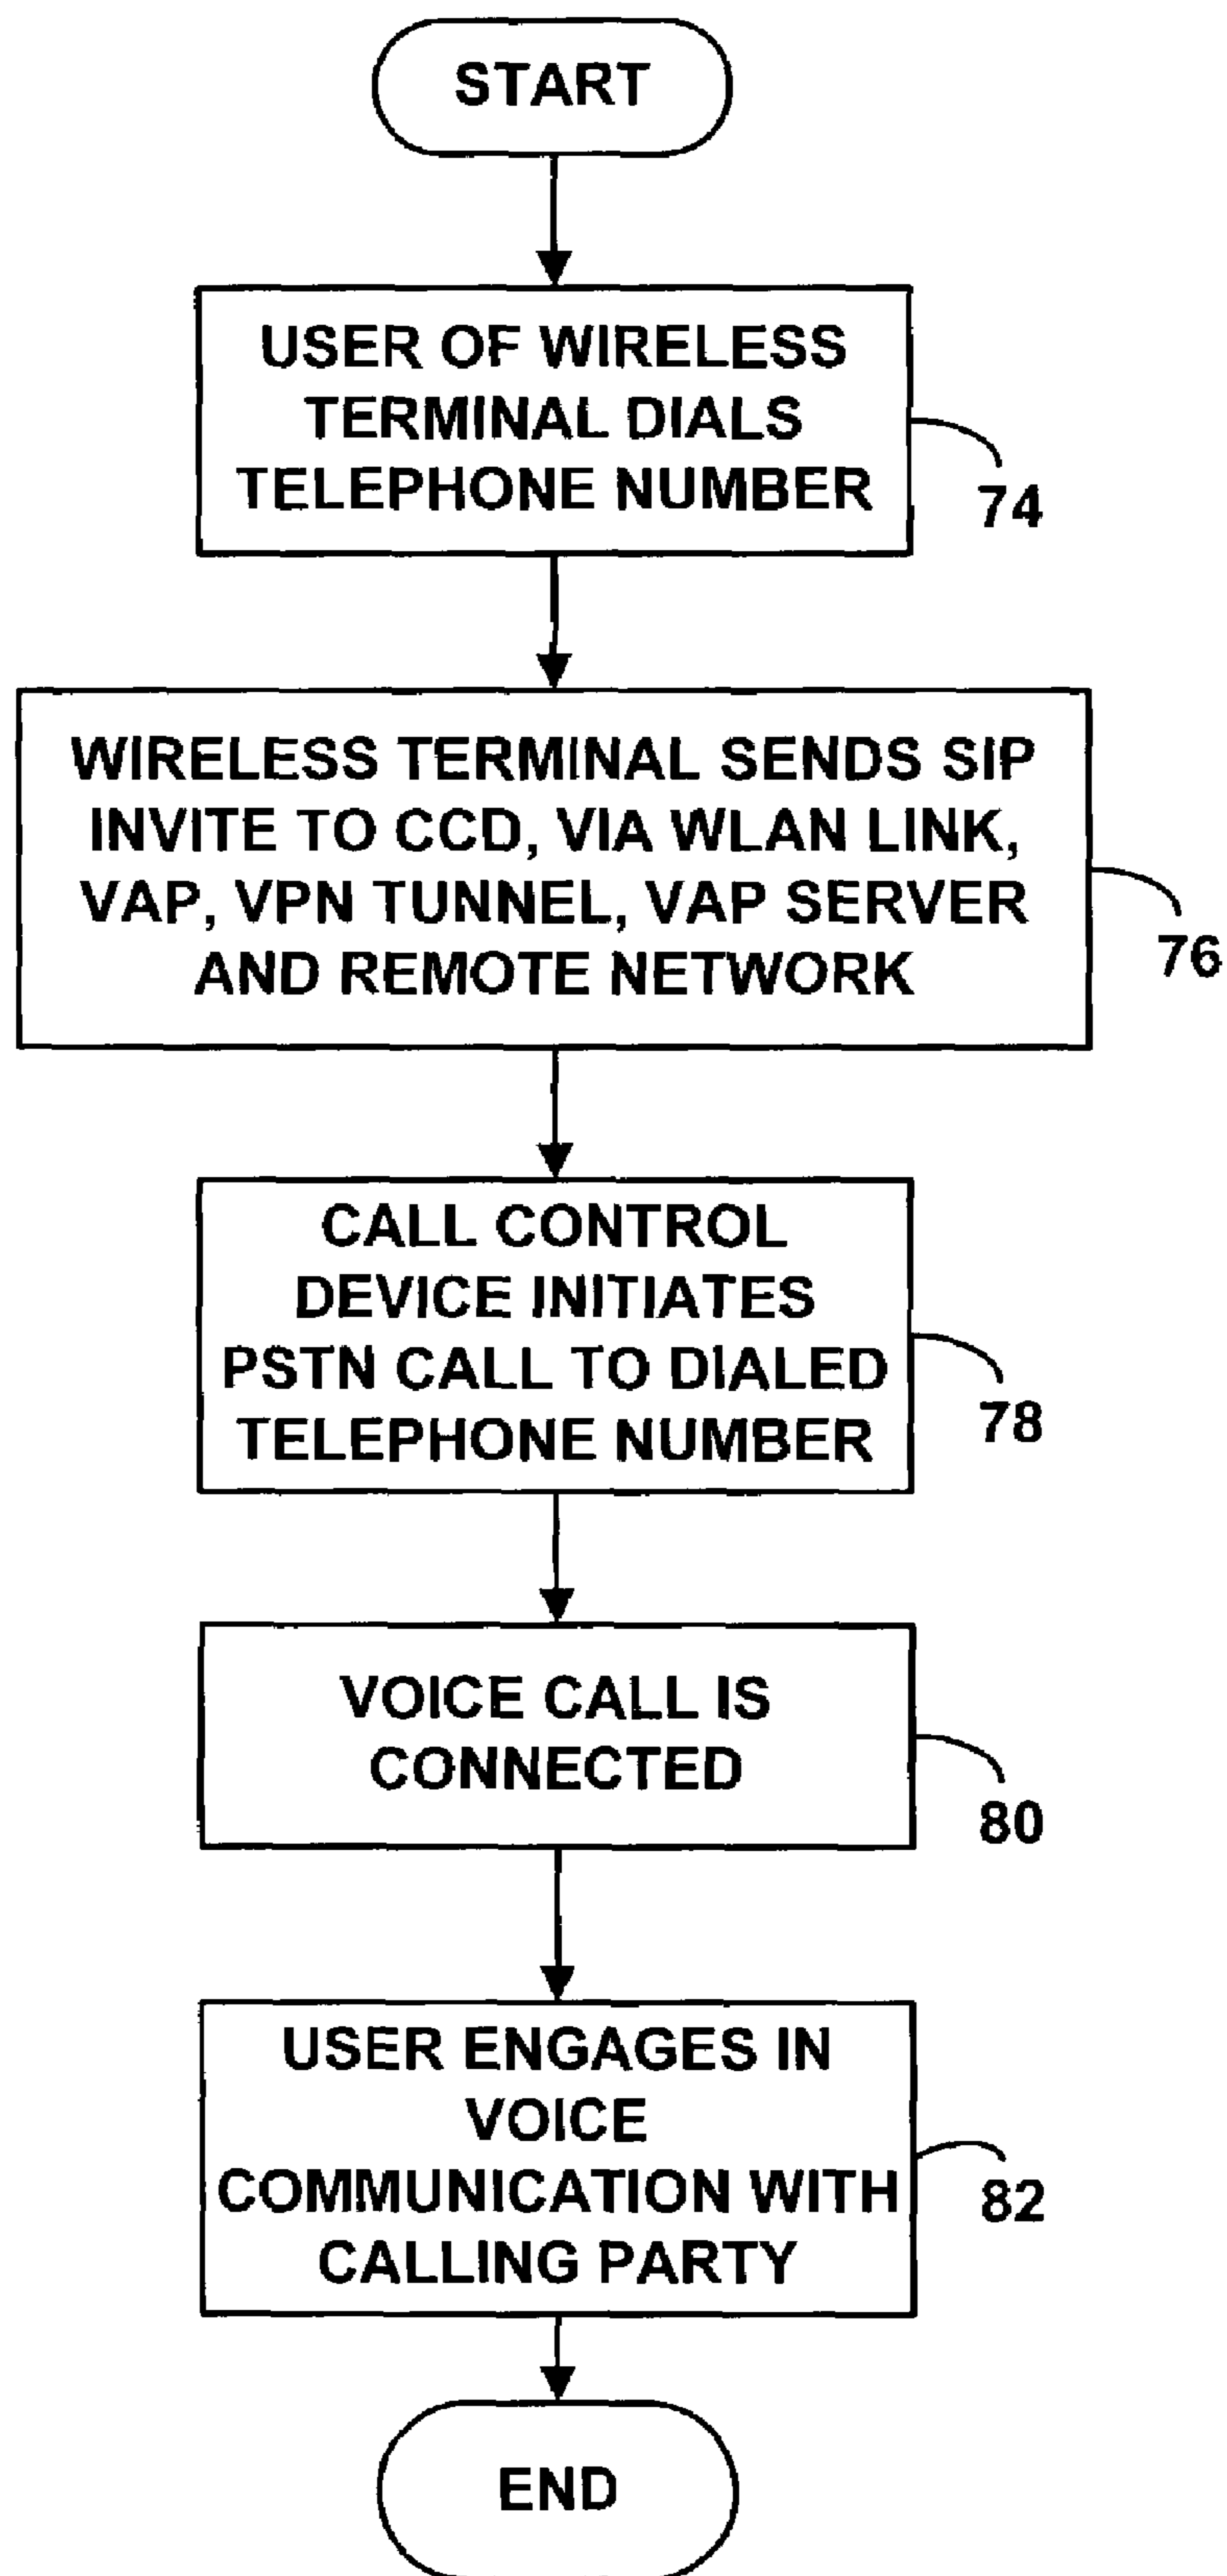 START
USER OF WIRELESS
TERMINAL DIALS
TELEPHONE NUMBER
74
WIRELESS TERMINAL SENDS SIP
INVITE TO CCD, VIA WLAN LINK,
VAP, VPN TUNNEL, VAP SERVER
AND REMOTE NETWORK
76
CALL CONTROL
DEVICE INITIATES
PSTN CALL TO DIALED
TELEPHONE NUMBER
78
VOICE CALL IS
CONNECTED
80
USER ENGAGES IN
VOICE
COMMUNICATION WITH
CALLING PARTY
82
END